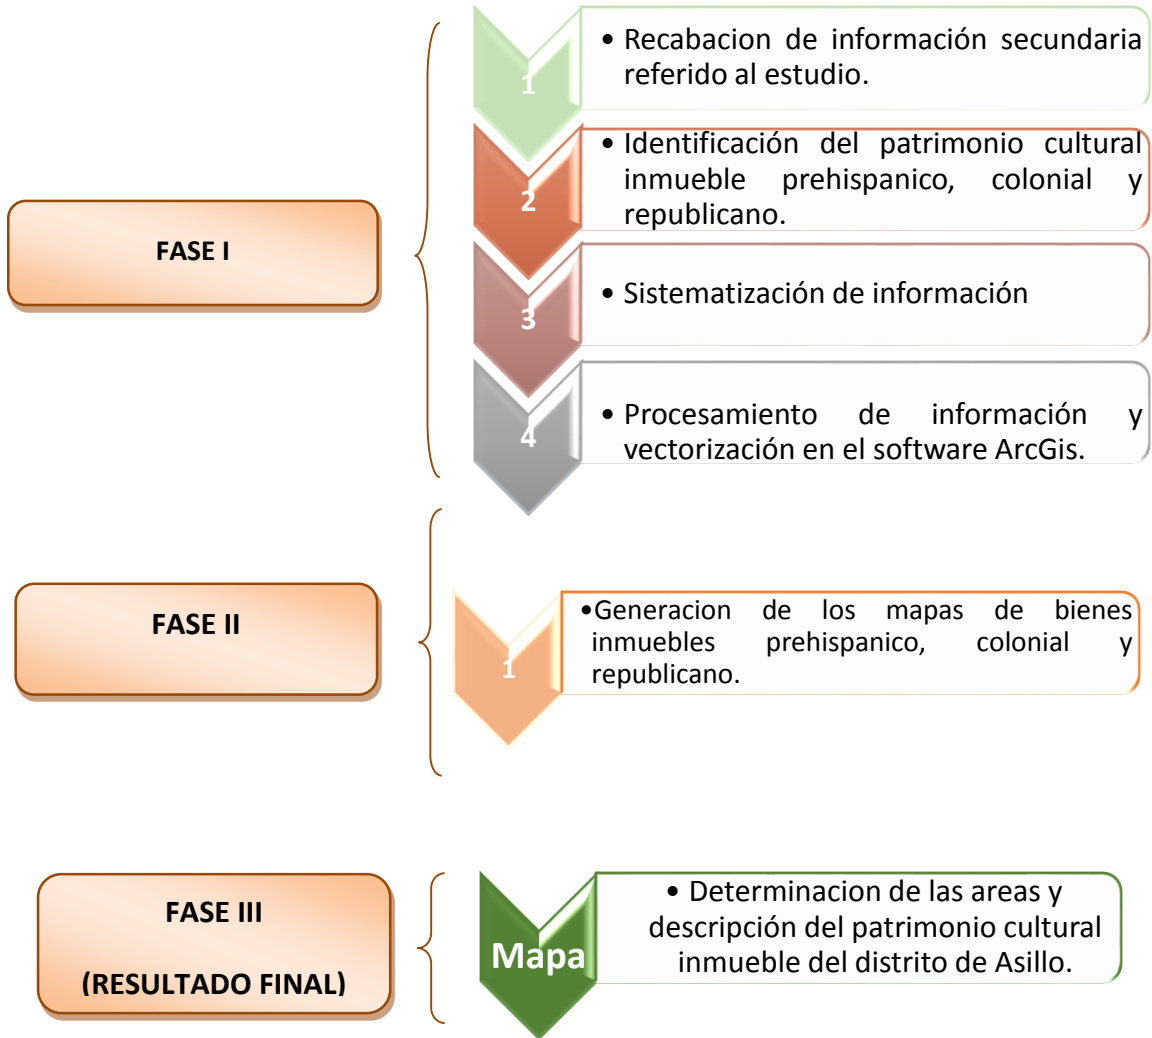 FASE I
1
• Recabacion de información secundaria
referido al estudio.
2
• Identificación del patrimonio cultural
inmueble prehispanico, colonial y
republicano.
3
• Sistematización de información
4
• Procesamiento de información y
vectorización en el software ArcGis.
FASE II
1
•Generacion de los mapas de bienes
inmuebles prehispanico, colonial y
republicano.
FASE III
(RESULTADO FINAL)
Mapa
• Determinacion de las areas y
descripción del patrimonio cultural
inmueble del distrito de Asillo.